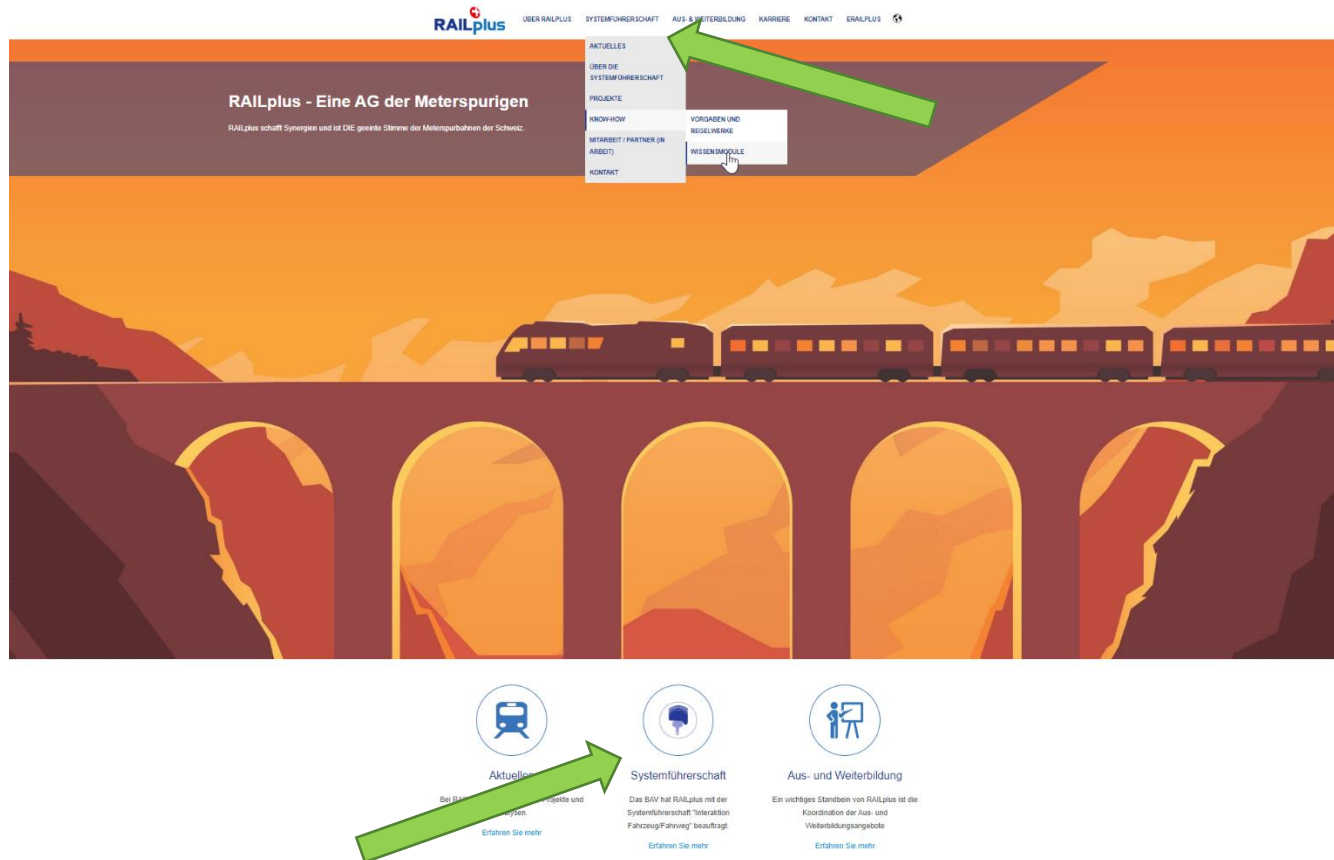 RAILplus
ÜBER RAILPLUS SYSTEMFÜHRERSCHAFT AUS- & WEITERBILDUNG KARRIERE KONTAKT ERAILPLUS
AKTUELLES
ÜBER DIE
SYSTEMFÜHRERSCHAFT
PROJEKTE
KNOW-HOW
MITARBEIT / PARTNER (IN
ARBEIT)
KONTAKT
VORGABEN UND
REGELWERKE
WISSENSMODULE
RAILplus - Eine AG der Meterspurigen
RAILplus schafft Synergien und ist DIE geeinte Stimme der Meterspurbahnen der Schweiz.
Aktuelles
Bei Projekte und
Erfahren Sie mehr
Systemführerschaft
Das BAV hat RAILplus mit der
Systemführerschaft "Interaktion
Fahrzeug/Fahrweg" beauftragt.
Erfahren Sie mehr
Aus- und Weiterbildung
Ein wichtiges Standbein von RAILplus ist die
Koordination der Aus- und
Weiterbildungsangebote
Erfahren Sie mehr